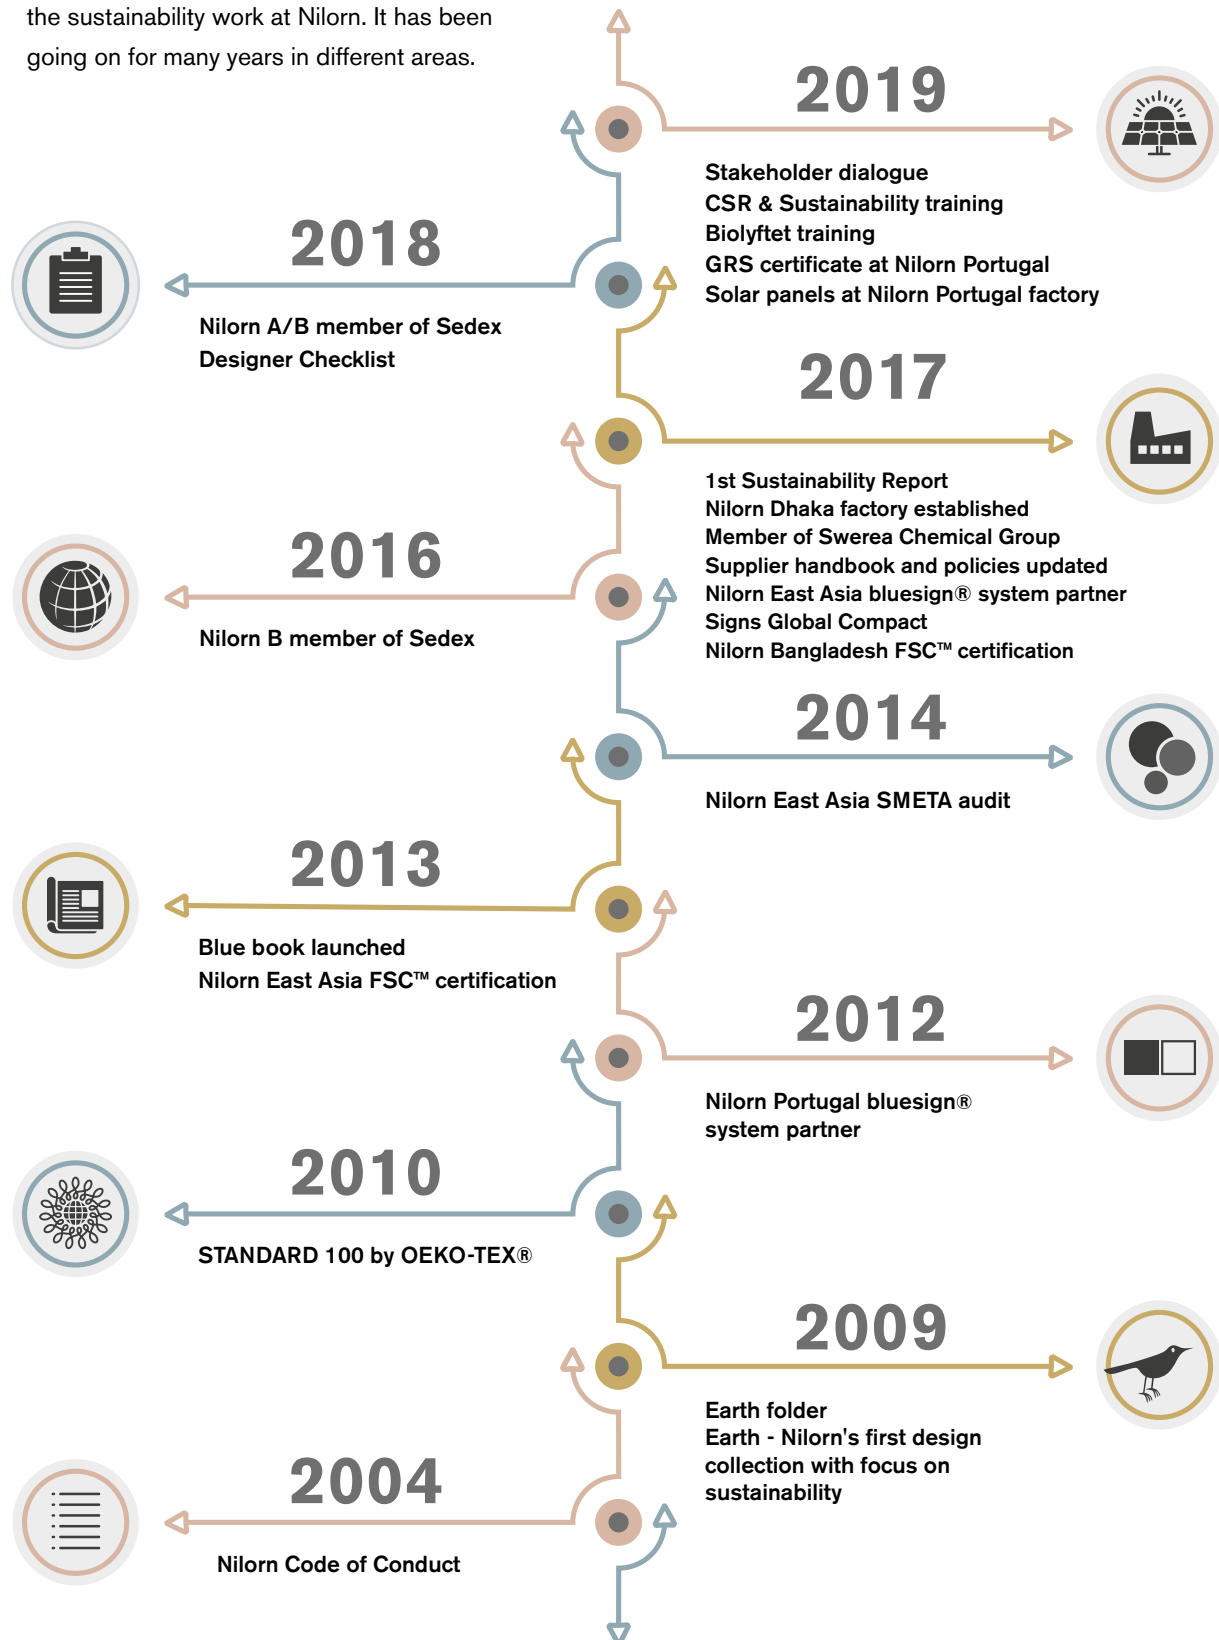 the sustainability work at Nilorn. It has been
going on for many years in different areas.
2019
Stakeholder dialogue
CSR & Sustainability training
Biolyftet training
GRS certificate at Nilorn Portugal
Solar panels at Nilorn Portugal factory
2018
Nilorn A/B member of Sedex
Designer Checklist
2017
1st Sustainability Report
Nilorn Dhaka factory established
Member of Swerea Chemical Group
Supplier handbook and policies updated
Nilorn East Asia bluesign® system partner
Signs Global Compact
Nilorn Bangladesh FSC™ certification
2016
Nilorn B member of Sedex
2014
Nilorn East Asia SMETA audit
2013
Blue book launched
Nilorn East Asia FSC™ certification
2012
Nilorn Portugal bluesign®
system partner
2010
STANDARD 100 by OEKO-TEX®
2009
Earth folder
Earth - Nilorn's first design
collection with focus on
sustainability
2004
Nilorn Code of Conduct